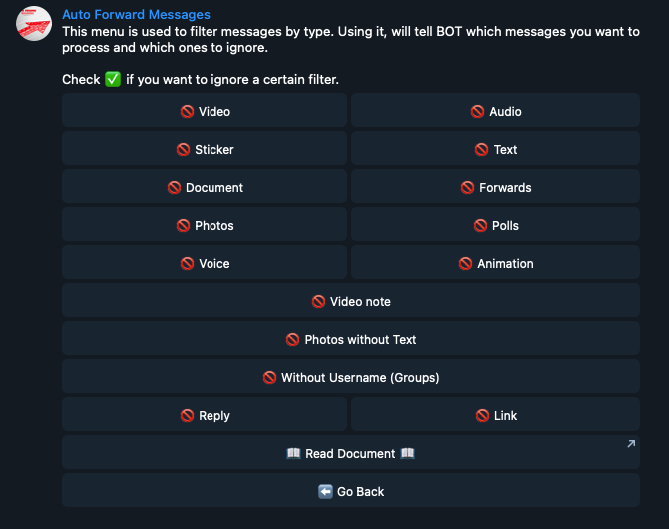 Auto Forward Messages
This menu is used to filter messages by type. Using it, will tell BOT which messages you want to
process and which ones to ignore.
Check ✅ if you want to ignore a certain filter.
🚫 Video
🚫 Audio
🚫 Sticker
🚫 Text
🚫 Document
🚫 Forwards
🚫 Photos
🚫 Polls
🚫 Voice
🚫 Animation
🚫 Video note
🚫 Photos without Text
🚫 Without Username (Groups)
🚫 Reply
🚫 Link
📖 Read Document 📖
⬅️ Go Back